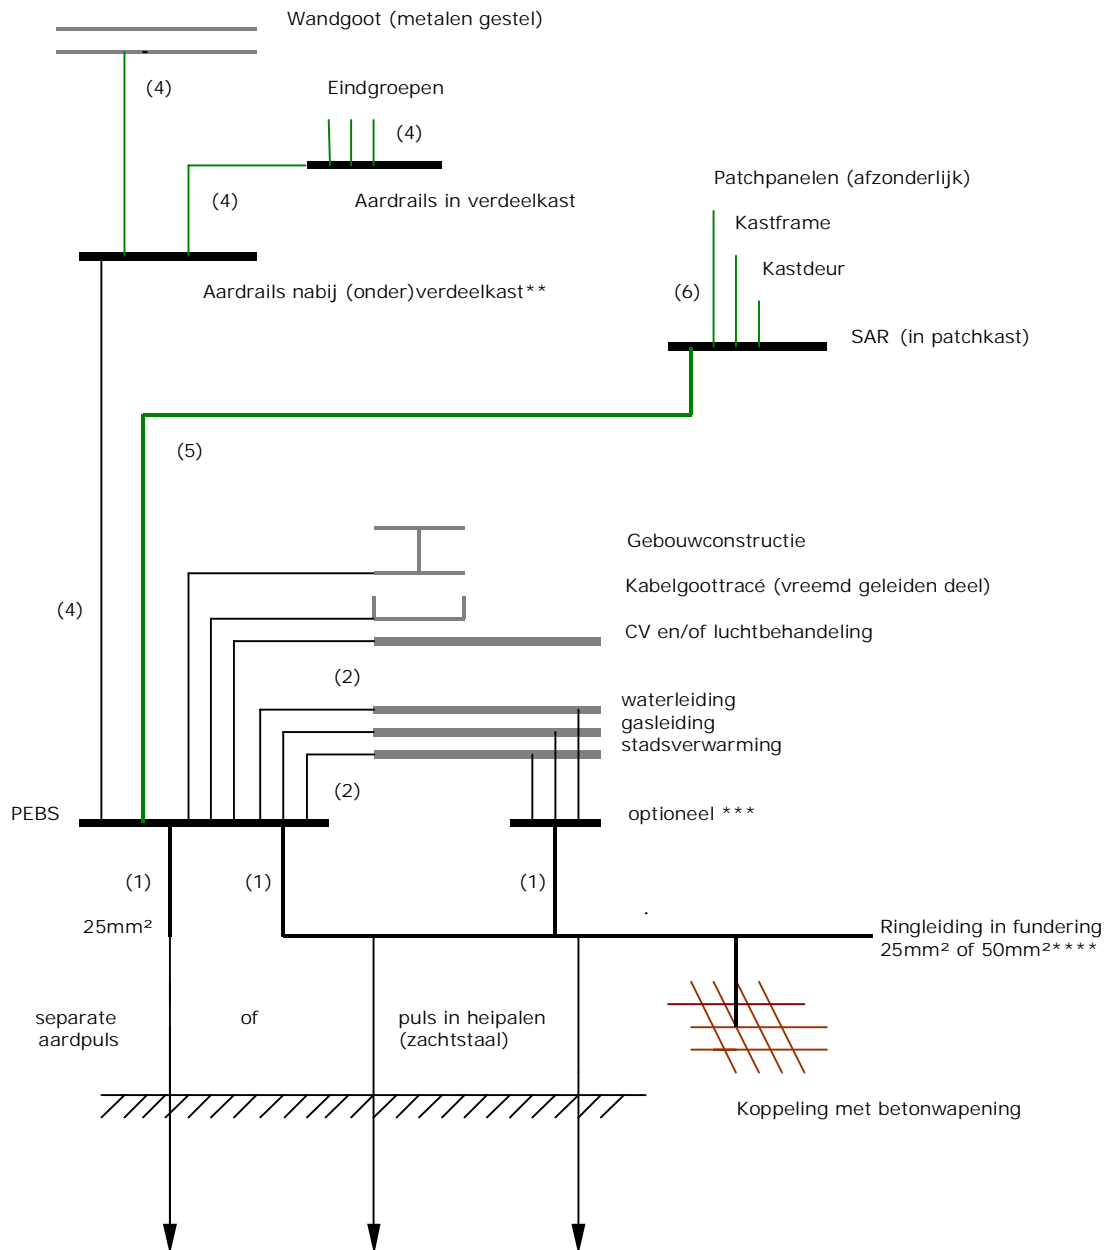 Wandgoot (metalen gestel)
(4)
Eindgroepen
(4)
Patchpanelen (afzonderlijk)
(4)
Aardrails in verdeelkast
Kastframe
Kastdeur
Aardrails nabij (onder)verdeelkast**
(6)
SAR (in patchkast)
(5)
Gebouwconstructie
Kabelgoottracé (vreemd geleiden deel)
(4)
CV en/of luchtbehandeling
(2)
waterleiding
gasleiding
stadsverwarming
(2)
PEBS
optioneel ***
(1)
(1)
(1)
25mm²
Ringleiding in fundering
25mm² of 50mm²****
separate
aardpuls
of
puls in heipalen
(zachtstaal)
Koppeling met betonwapening